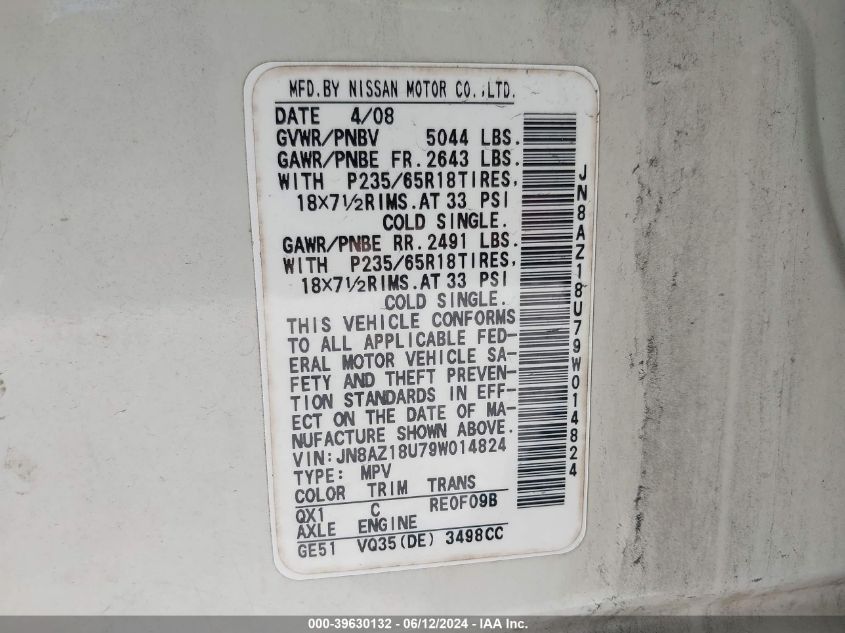 MFD.BY NISSAN MOTOR CO.,LTD.
DATE 4/08
GVWR/PNBV 5044 LBS.
GAWR/PNBE FR. 2643 LBS.
WITH P235/65R18TIRES,
18X7½RIMS.AT 33 PSI
COLD SINGLE.
GAWR/PNBE RR. 2491 LBS.
WITH P235/65R18TIRES,
18X7½RIMS.AT 33 PSI
COLD SINGLE.
THIS VEHICLE CONFORMS
TO ALL APPLICABLE FED-
ERAL MOTOR VEHICLE SA-
FETY AND THEFT PREVEN-
TION STANDARDS IN EFF-
ECT ON THE DATE OF MA-
NUFACTURE SHOWN ABOVE.
VIN:JN8AZ18U79W014824
TYPE: MPV
COLOR TRIM TRANS
QX1 C RE0F09B
AXLE ENGINE
GE51 VQ35(DE) 3498CC
JN8AZ18U79W014824
000-39630132 - 06/12/2024 - IAA Inc.